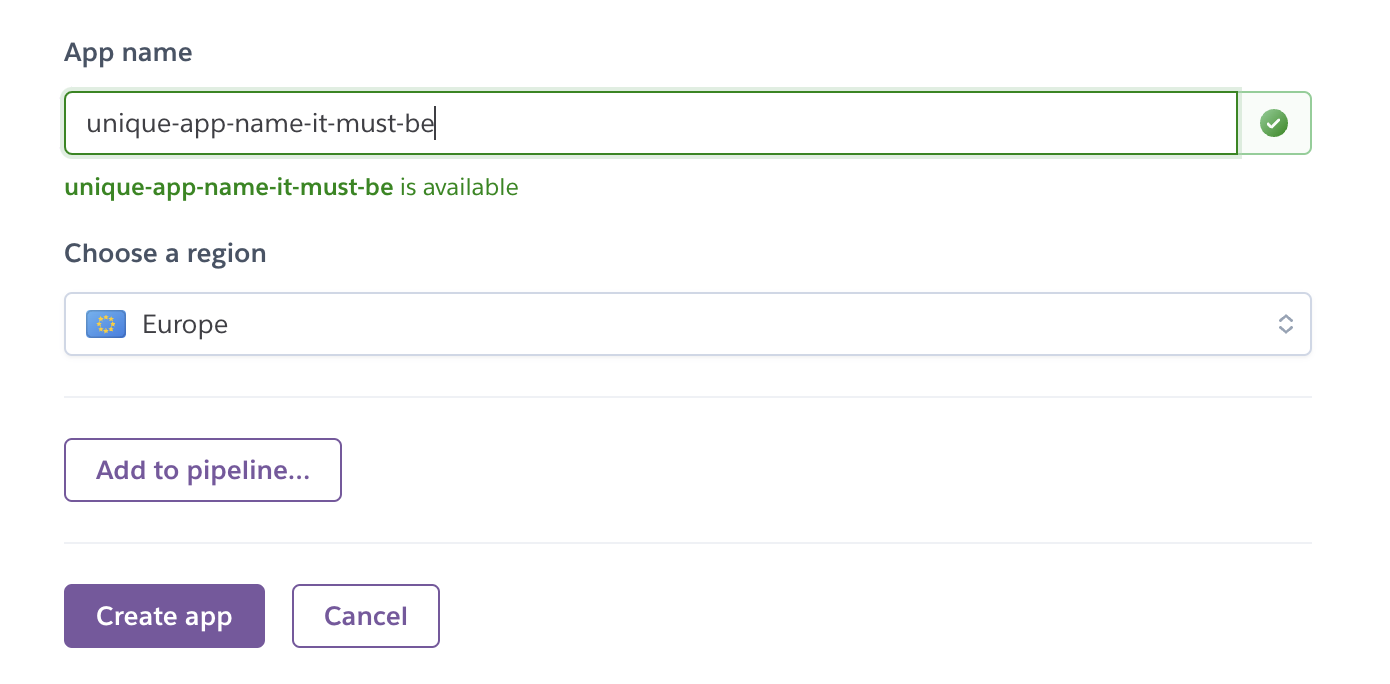 App name
unique-app-name-it-must-be
unique-app-name-it-must-be is available
Choose a region
Europe
Add to pipeline...
Create app
Cancel